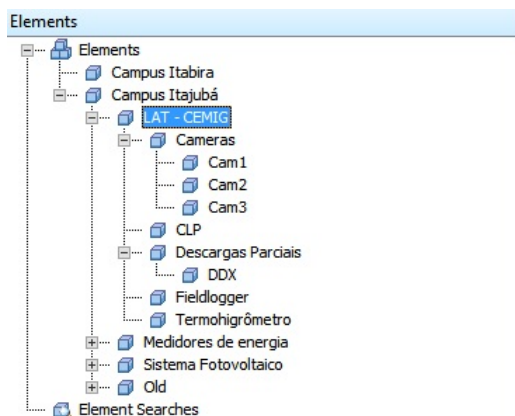 Elements
Elements
Campus Itabira
Campus Itajubá
LAT - CEMIG
Cameras
Cam1
Cam2
Cam3
CLP
Descargas Parciais
DDX
Fieldlogger
Termohigrômetro
Medidores de energia
Sistema Fotovoltaico
Old
Element Searches